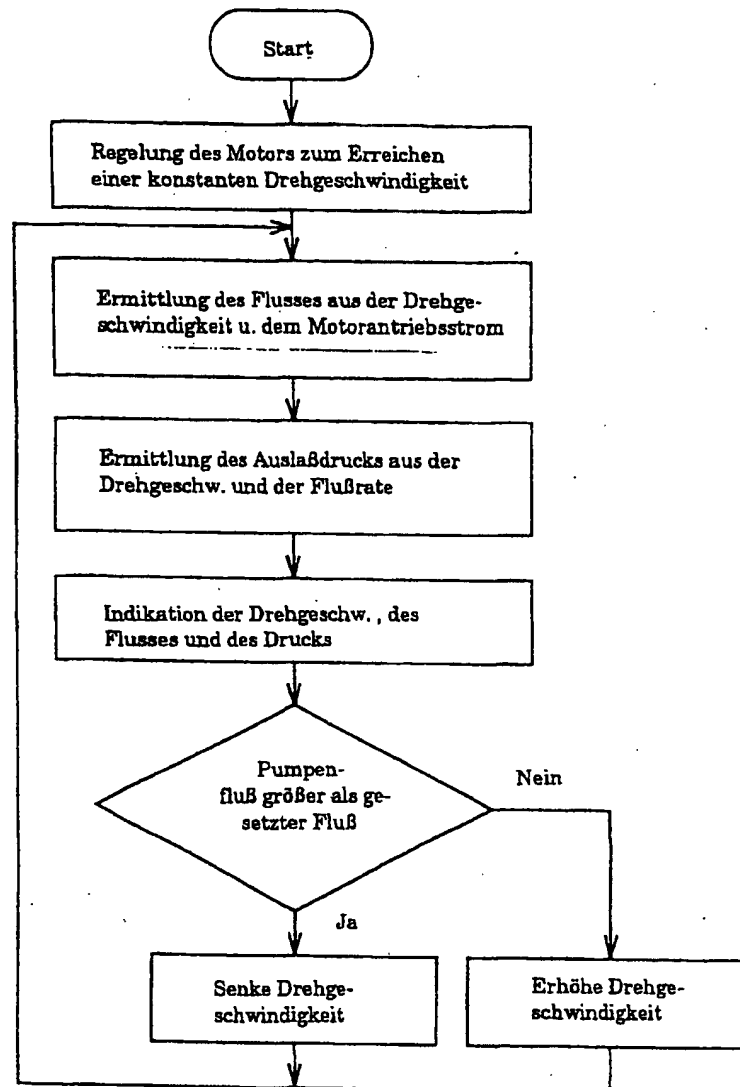 Start
Regelung des Motors zum Erreichen
einer konstanten Drehgeschwindigkeit
Ermittlung des Flusses aus der Drehge-
schwindigkeit u. dem Motorantriebsstrom
Ermittlung des Auslaßdrucks aus der
Drehgeschw. und der Flußrate
Indikation der Drehgeschw., des
Flusses und des Drucks
Pumpen-
fluß größer als ge-
setzter Fluß
Nein
Ja
Senke Drehge-
schwindigkeit
Erhöhe Drehge-
schwindigkeit